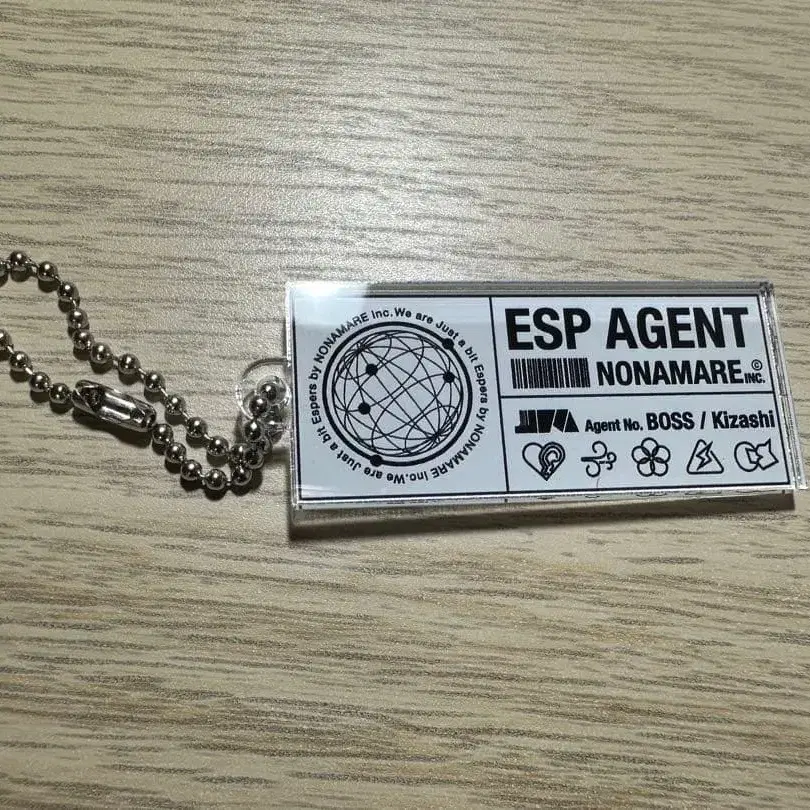 We are Just a bit Espers by NONAMARE Inc. We are Just a bit Espers by NONAMARE Inc.
ESP AGENT
NONAMARE INC. ©
Agent No. BOSS / Kizashi